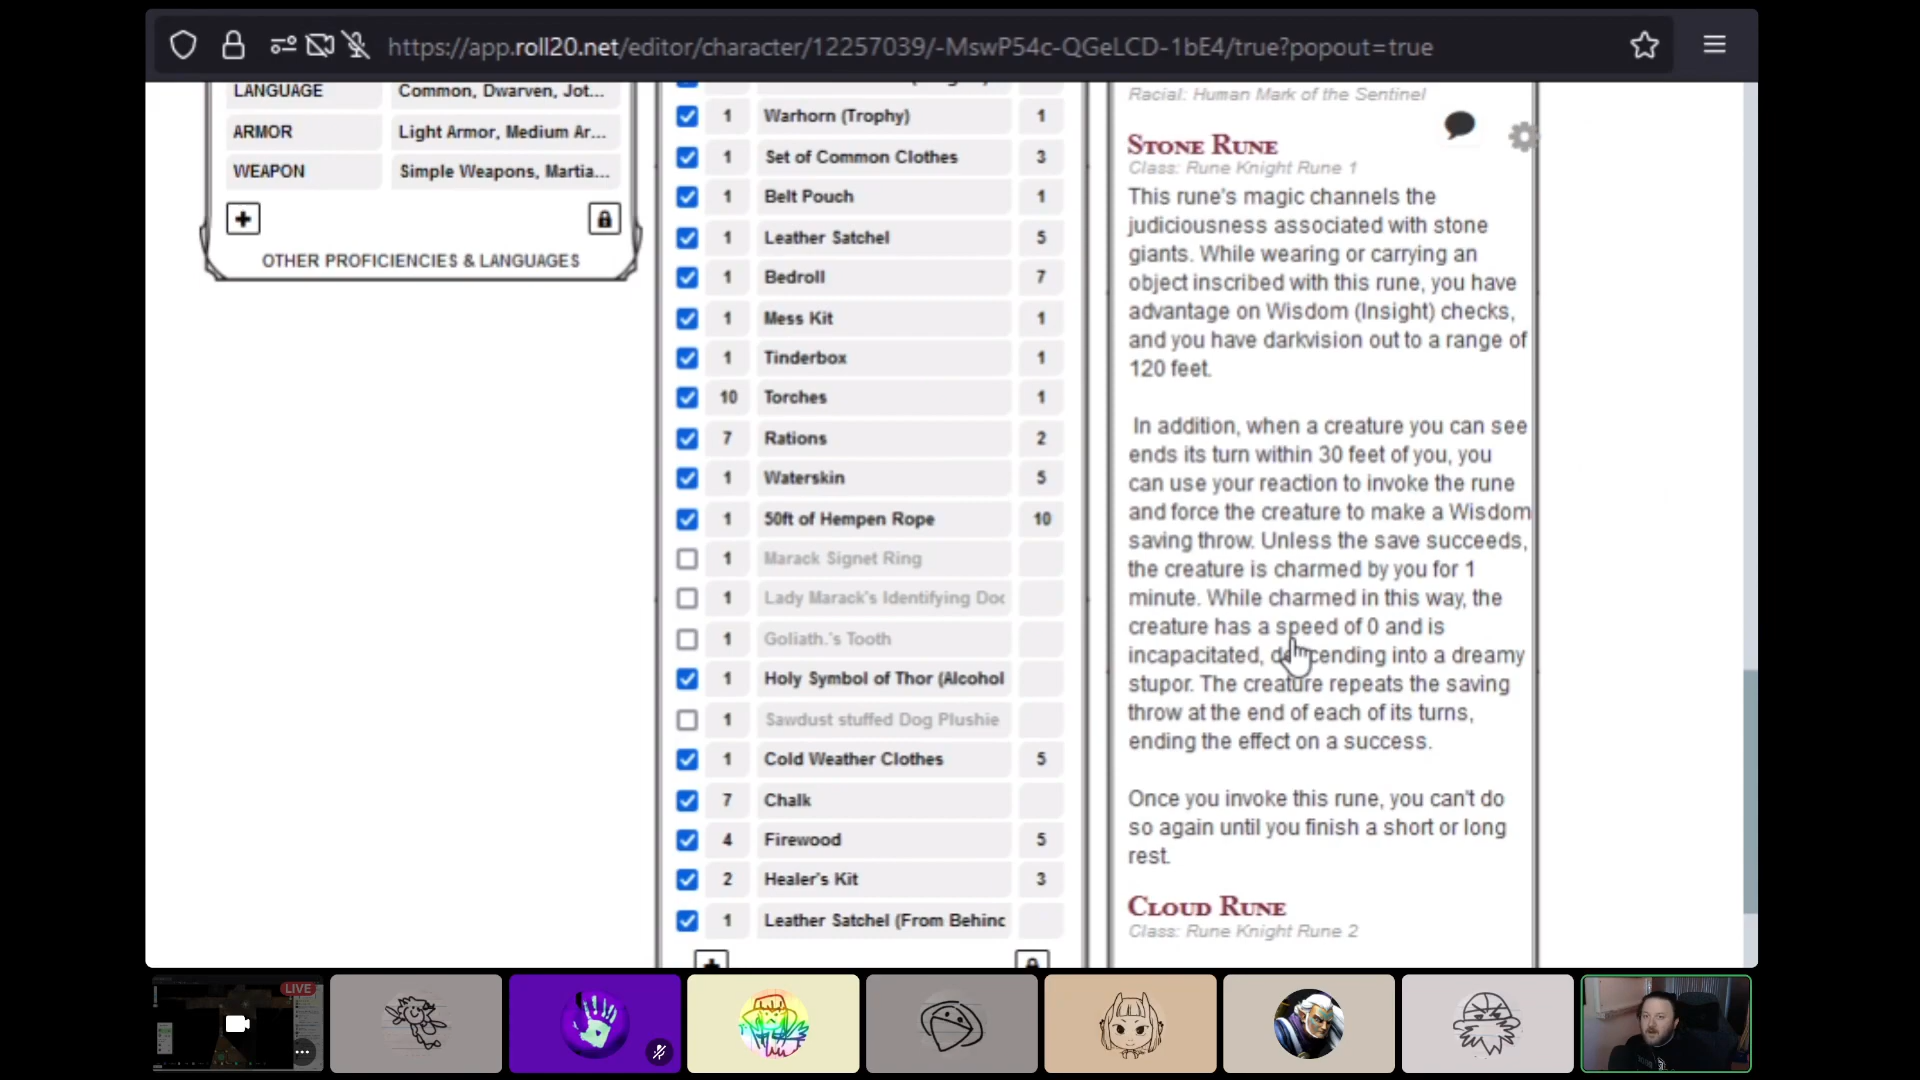 https://app.roll20.net/editor/character/12257039/-MswP54c-QGeLCD-1bE4/true?popout=true
LANGUAGE Common, Dwarven, Jot...
ARMOR Light Armor, Medium Ar...
WEAPON Simple Weapons, Martia...
OTHER PROFICIENCIES & LANGUAGES
1 Warhorn (Trophy) 1
1 Set of Common Clothes 3
1 Belt Pouch 1
1 Leather Satchel 5
1 Bedroll 7
1 Mess Kit 1
1 Tinderbox 1
10 Torches 1
7 Rations 2
1 Waterskin 5
1 50ft of Hempen Rope 10
1 Marack Signet Ring
1 Lady Marack's Identifying Doc
1 Goliath.'s Tooth
1 Holy Symbol of Thor (Alcohol
1 Sawdust stuffed Dog Plushie
1 Cold Weather Clothes 5
7 Chalk
4 Firewood 5
2 Healer's Kit 3
1 Leather Satchel (From Behind
Racial: Human Mark of the Sentinel
STONE RUNE
Class: Rune Knight Rune 1
This rune's magic channels the
judiciousness associated with stone
giants. While wearing or carrying an
object inscribed with this rune, you have
advantage on Wisdom (Insight) checks,
and you have darkvision out to a range of
120 feet.
In addition, when a creature you can see
ends its turn within 30 feet of you, you
can use your reaction to invoke the rune
and force the creature to make a Wisdom
saving throw. Unless the save succeeds,
the creature is charmed by you for 1
minute. While charmed in this way, the
creature has a speed of 0 and is
incapacitated, descending into a dreamy
stupor. The creature repeats the saving
throw at the end of each of its turns,
ending the effect on a success.
Once you invoke this rune, you can't do
so again until you finish a short or long
rest.
CLOUD RUNE
Class: Rune Knight Rune 2
LIVE